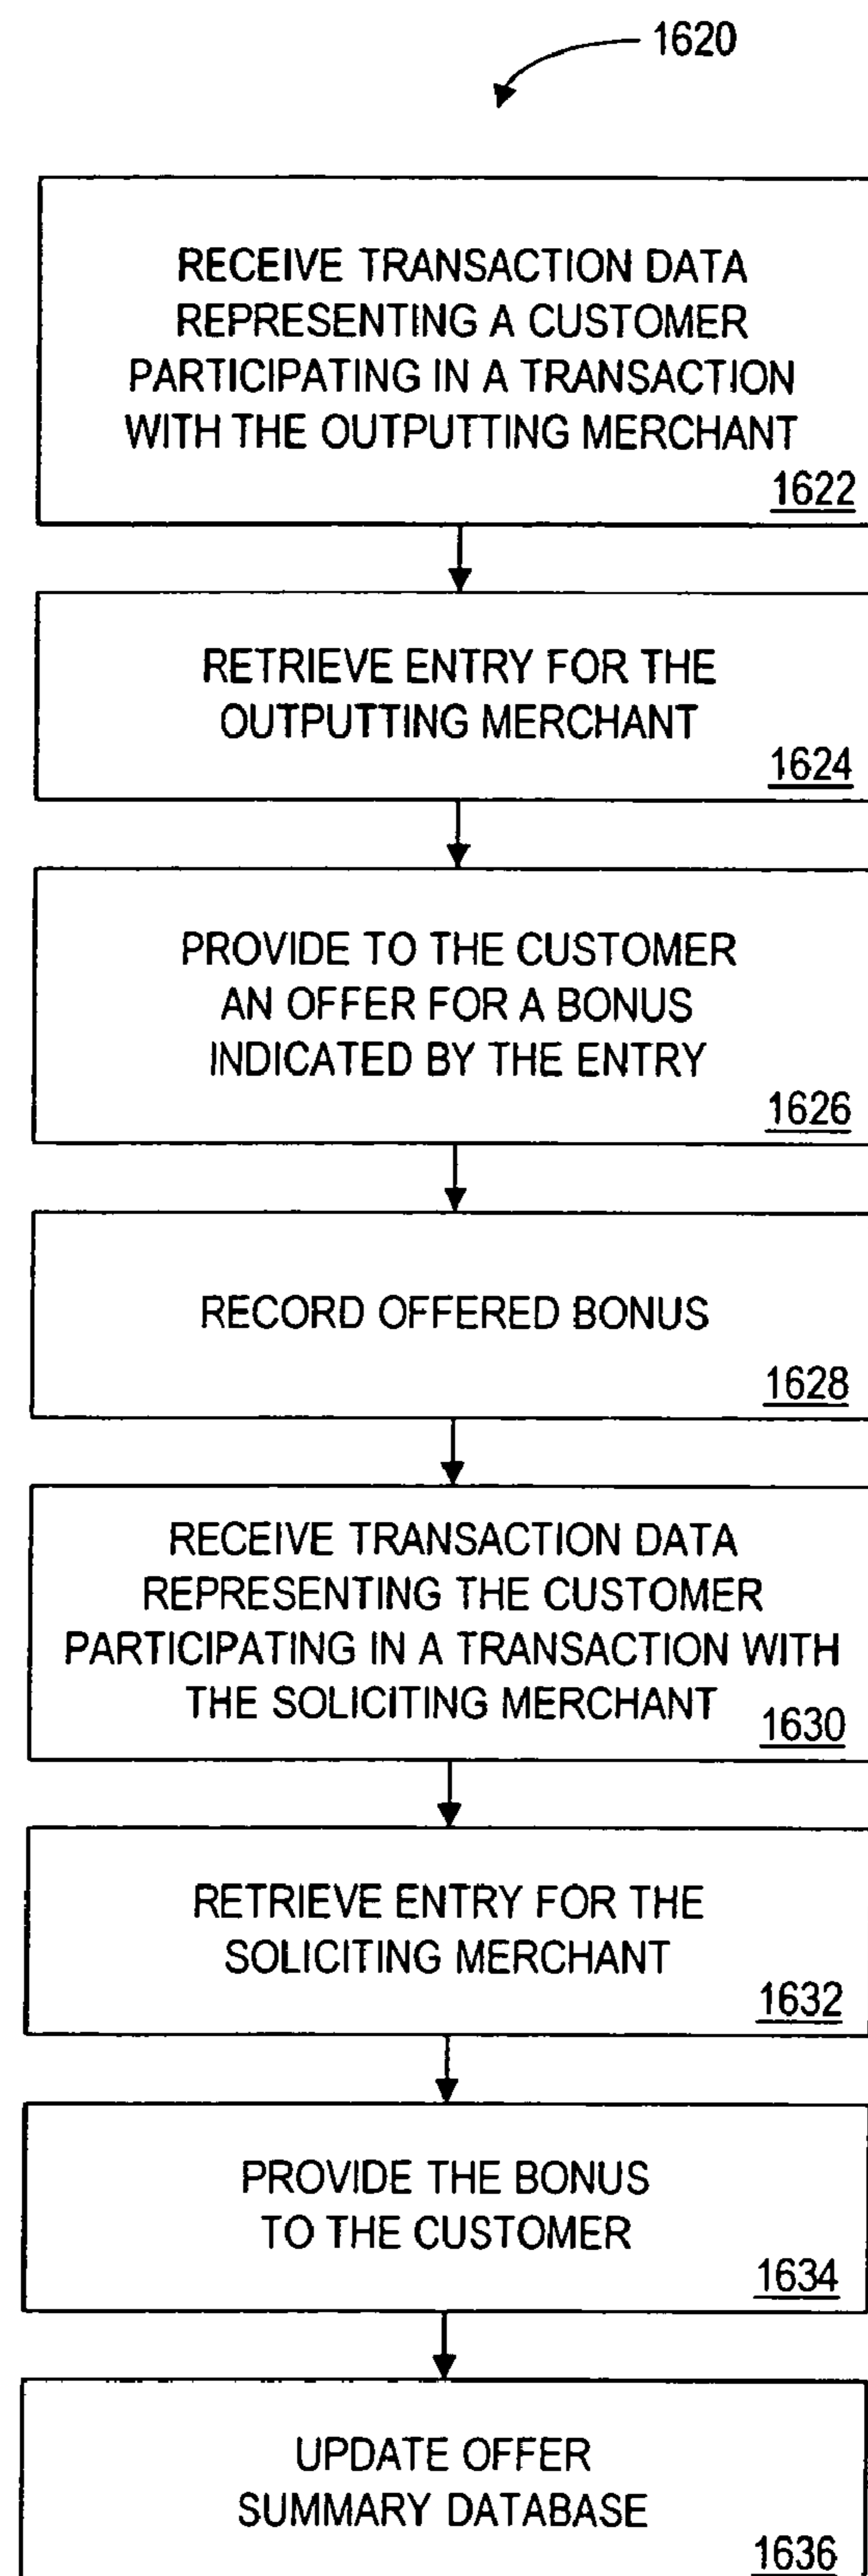 1620
RECEIVE TRANSACTION DATA
REPRESENTING A CUSTOMER
PARTICIPATING IN A TRANSACTION
WITH THE OUTPUTTING MERCHANT
1622
RETRIEVE ENTRY FOR THE
OUTPUTTING MERCHANT
1624
PROVIDE TO THE CUSTOMER
AN OFFER FOR A BONUS
INDICATED BY THE ENTRY
1626
RECORD OFFERED BONUS
1628
RECEIVE TRANSACTION DATA
REPRESENTING THE CUSTOMER
PARTICIPATING IN A TRANSACTION WITH
THE SOLICITING MERCHANT
1630
RETRIEVE ENTRY FOR THE
SOLICITING MERCHANT
1632
PROVIDE THE BONUS
TO THE CUSTOMER
1634
UPDATE OFFER
SUMMARY DATABASE
1636